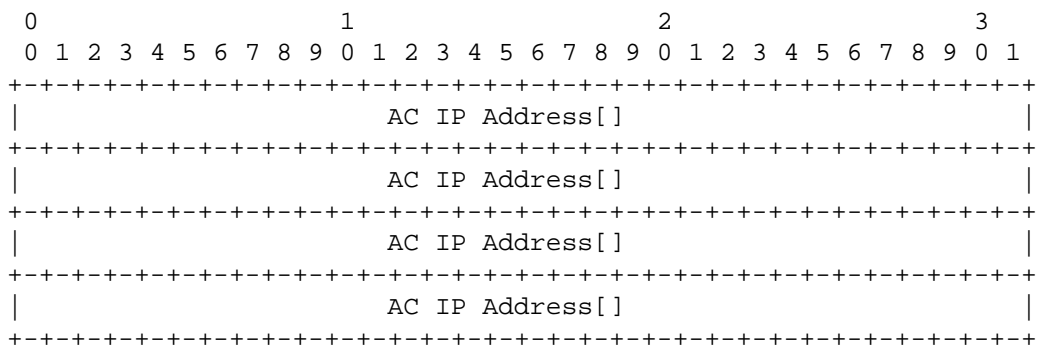 0                   1                   2                   3
 0 1 2 3 4 5 6 7 8 9 0 1 2 3 4 5 6 7 8 9 0 1 2 3 4 5 6 7 8 9 0 1
+-+-+-+-+-+-+-+-+-+-+-+-+-+-+-+-+-+-+-+-+-+-+-+-+-+-+-+-+-+-+-+-+
|                       AC IP Address[]                         |
+-+-+-+-+-+-+-+-+-+-+-+-+-+-+-+-+-+-+-+-+-+-+-+-+-+-+-+-+-+-+-+-+
|                       AC IP Address[]                         |
+-+-+-+-+-+-+-+-+-+-+-+-+-+-+-+-+-+-+-+-+-+-+-+-+-+-+-+-+-+-+-+-+
|                       AC IP Address[]                         |
+-+-+-+-+-+-+-+-+-+-+-+-+-+-+-+-+-+-+-+-+-+-+-+-+-+-+-+-+-+-+-+-+
|                       AC IP Address[]                         |
+-+-+-+-+-+-+-+-+-+-+-+-+-+-+-+-+-+-+-+-+-+-+-+-+-+-+-+-+-+-+-+-+